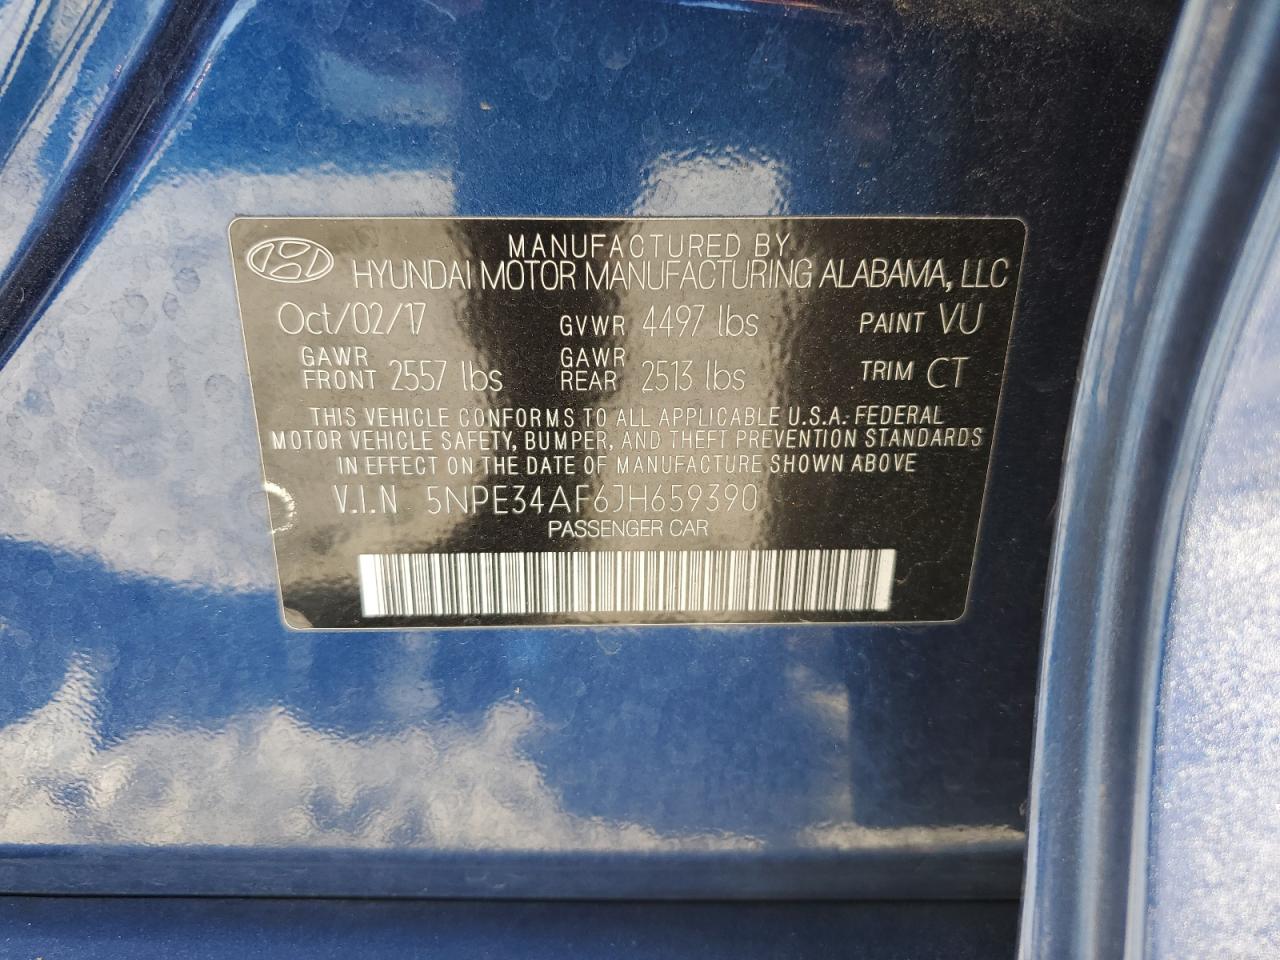 MANUFACTURED BY
HYUNDAI MOTOR MANUFACTURING ALABAMA, LLC
Oct/02/17 GVWR 4497 lbs PAINT VU
GAWR FRONT 2557 lbs GAWR REAR 2513 lbs TRIM CT
THIS VEHICLE CONFORMS TO ALL APPLICABLE U.S.A. FEDERAL
MOTOR VEHICLE SAFETY, BUMPER, AND THEFT PREVENTION STANDARDS
IN EFFECT ON THE DATE OF MANUFACTURE SHOWN ABOVE
V.I.N 5NPE34AF6JH659390
PASSENGER CAR